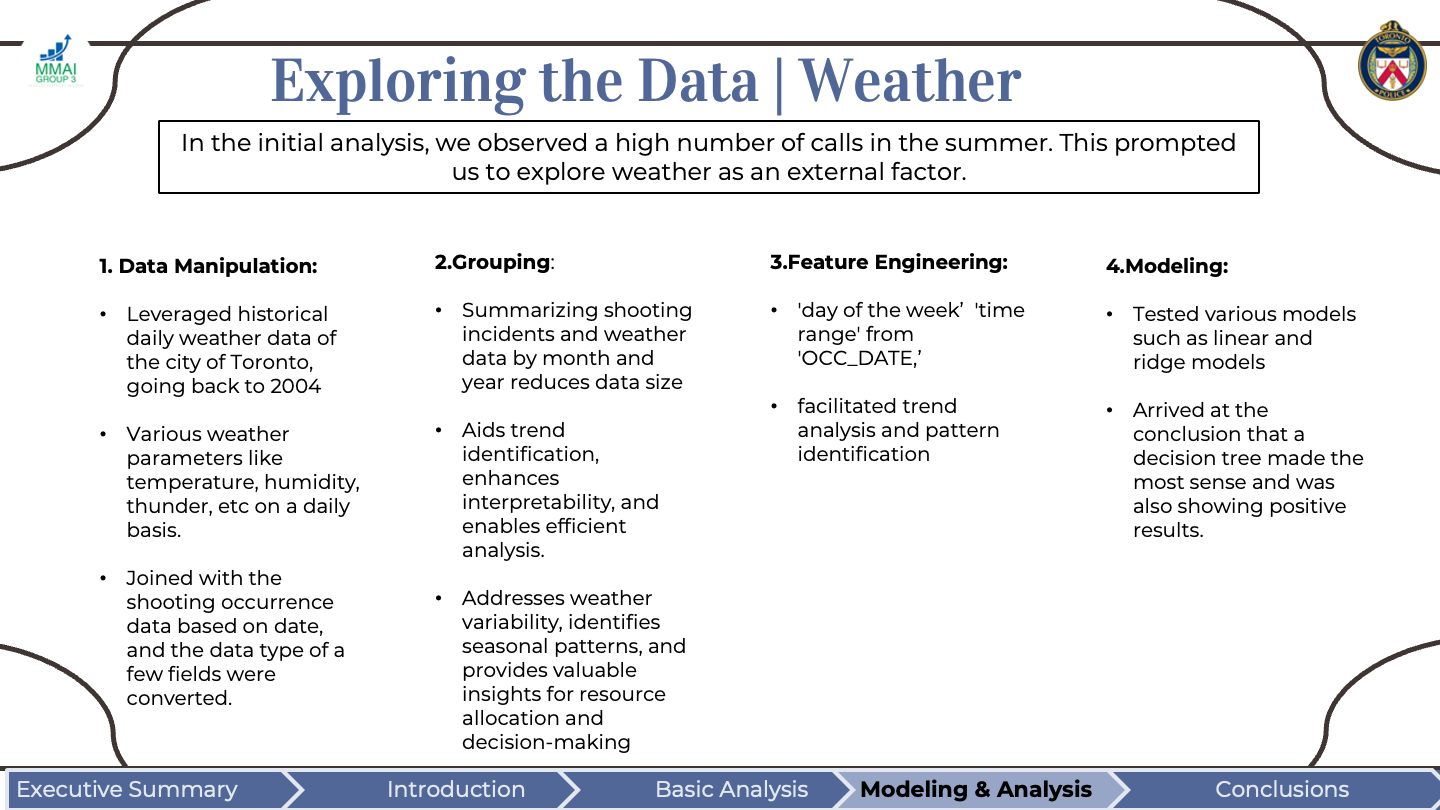 MMAI
GROUP 3
TORONTO
POLICE
Exploring the Data | Weather
In the initial analysis, we observed a high number of calls in the summer. This prompted
us to explore weather as an external factor.
1. Data Manipulation:
• Leveraged historical
daily weather data of
the city of Toronto,
going back to 2004
• Various weather
parameters like
temperature, humidity,
thunder, etc on a daily
basis.
• Joined with the
shooting occurrence
data based on date,
and the data type of a
few fields were
converted.
2.Grouping:
• Summarizing shooting
incidents and weather
data by month and
year reduces data size
• Aids trend
identification,
enhances
interpretability, and
enables efficient
analysis.
• Addresses weather
variability, identifies
seasonal patterns, and
provides valuable
insights for resource
allocation and
decision-making
3.Feature Engineering:
• 'day of the week’  'time
range' from
'OCC_DATE,’
• facilitated trend
analysis and pattern
identification
4.Modeling:
• Tested various models
such as linear and
ridge models
• Arrived at the
conclusion that a
decision tree made the
most sense and was
also showing positive
results.
Executive Summary
Introduction
Basic Analysis
Modeling & Analysis
Conclusions